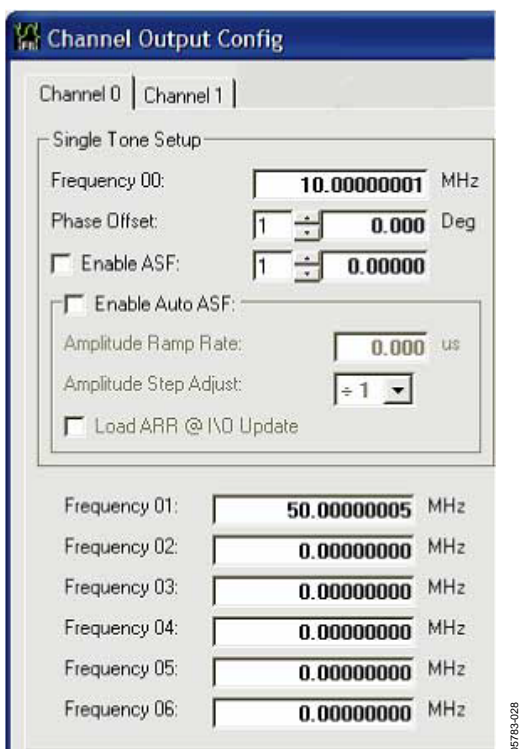 Channel Output Config
Channel 0 Channel 1
Single Tone Setup
Frequency 00: 10.00000001 MHz
Phase Offset: 1 0.000 Deg
Enable ASF: 1 0.00000
Enable Auto ASF:
Amplitude Ramp Rate: 0.000 us
Amplitude Step Adjust: ÷ 1
Load ARR @ I\O Update
Frequency 01: 50.00000005 MHz
Frequency 02: 0.00000000 MHz
Frequency 03: 0.00000000 MHz
Frequency 04: 0.00000000 MHz
Frequency 05: 0.00000000 MHz
Frequency 06: 0.00000000 MHz